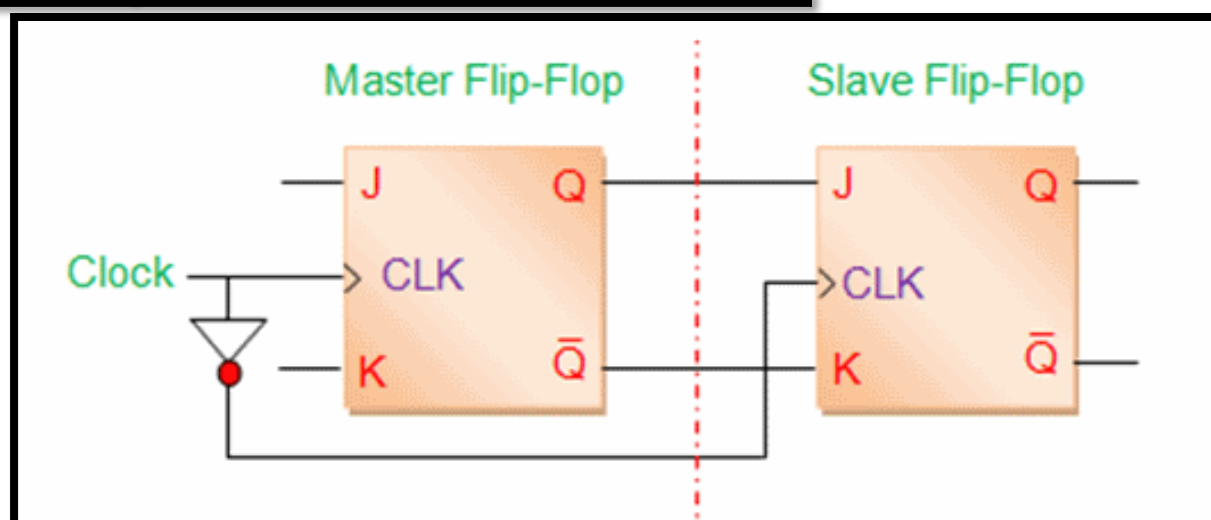 Master Flip-Flop Slave Flip-Flop
J Q J Q
Clock CLK CLK
K Q̅ K Q̅